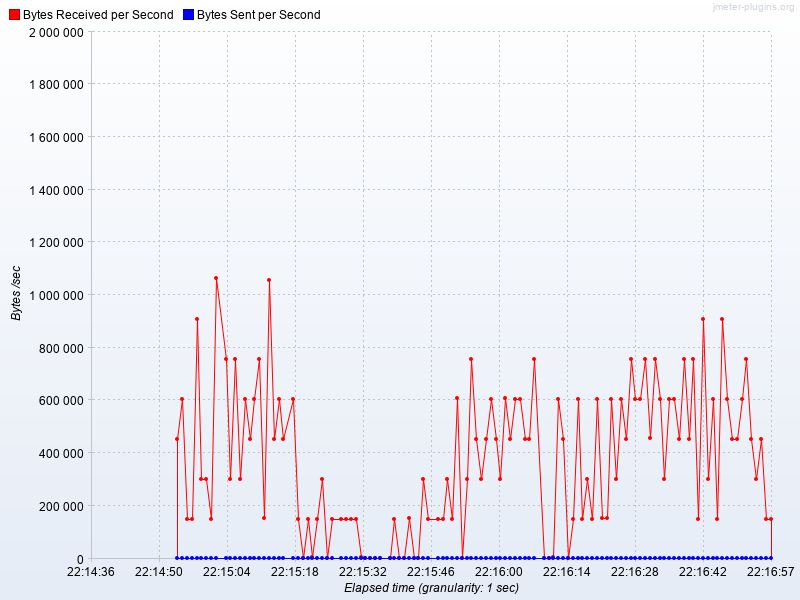 jmeter-plugins.org
Bytes Received per Second Bytes Sent per Second
2 000 000
1 800 000
1 600 000
1 400 000
1 200 000
1 000 000
800 000
600 000
400 000
200 000
0
Bytes /sec
22:14:36 22:14:50 22:15:04 22:15:18 22:15:32 22:15:46 22:16:00 22:16:14 22:16:28 22:16:42 22:16:57
Elapsed time (granularity: 1 sec)